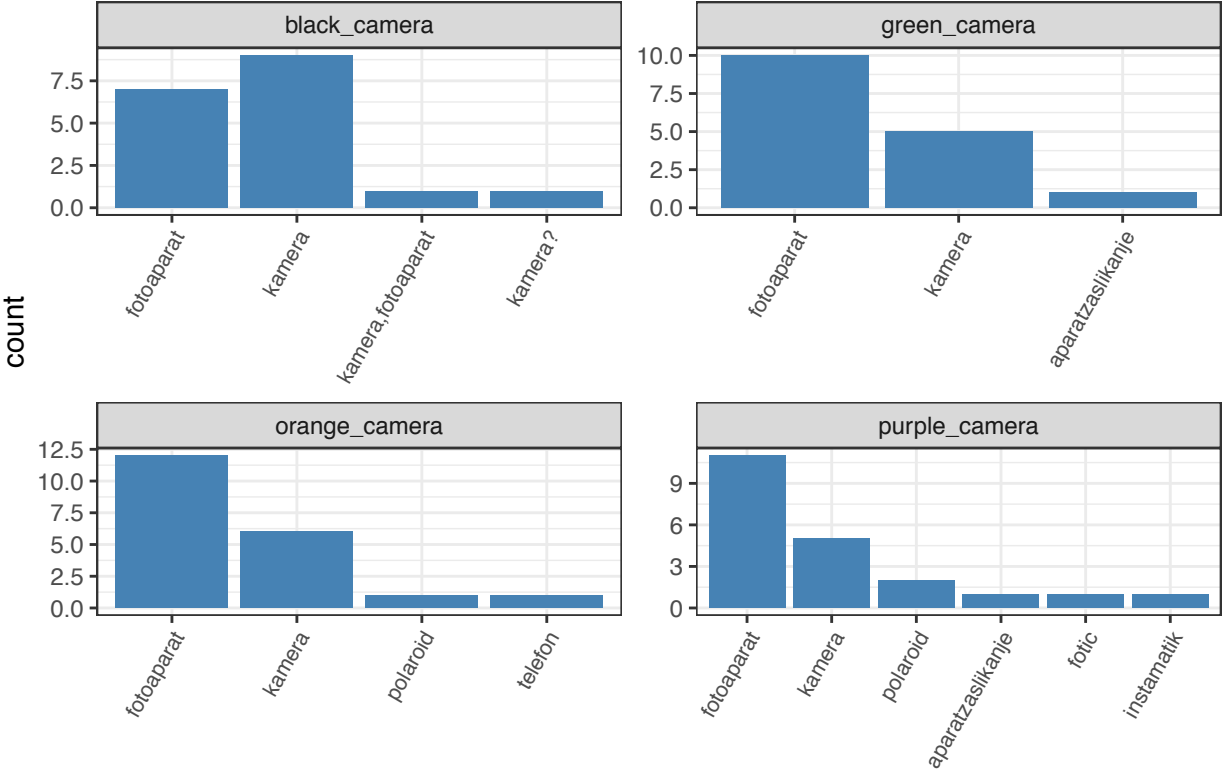 black_camera
7.5
5.0
2.5
0.0
fotoaparat
kamera
kamera,fotoaparat
kamera?
green_camera
10.0
7.5
5.0
2.5
0.0
fotoaparat
kamera
aparatzaslikanje
count
orange_camera
12.5
10.0
7.5
5.0
2.5
0.0
fotoaparat
kamera
polaroid
telefon
purple_camera
9
6
3
0
fotoaparat
kamera
polaroid
aparatzaslikanje
fotic
instamatik